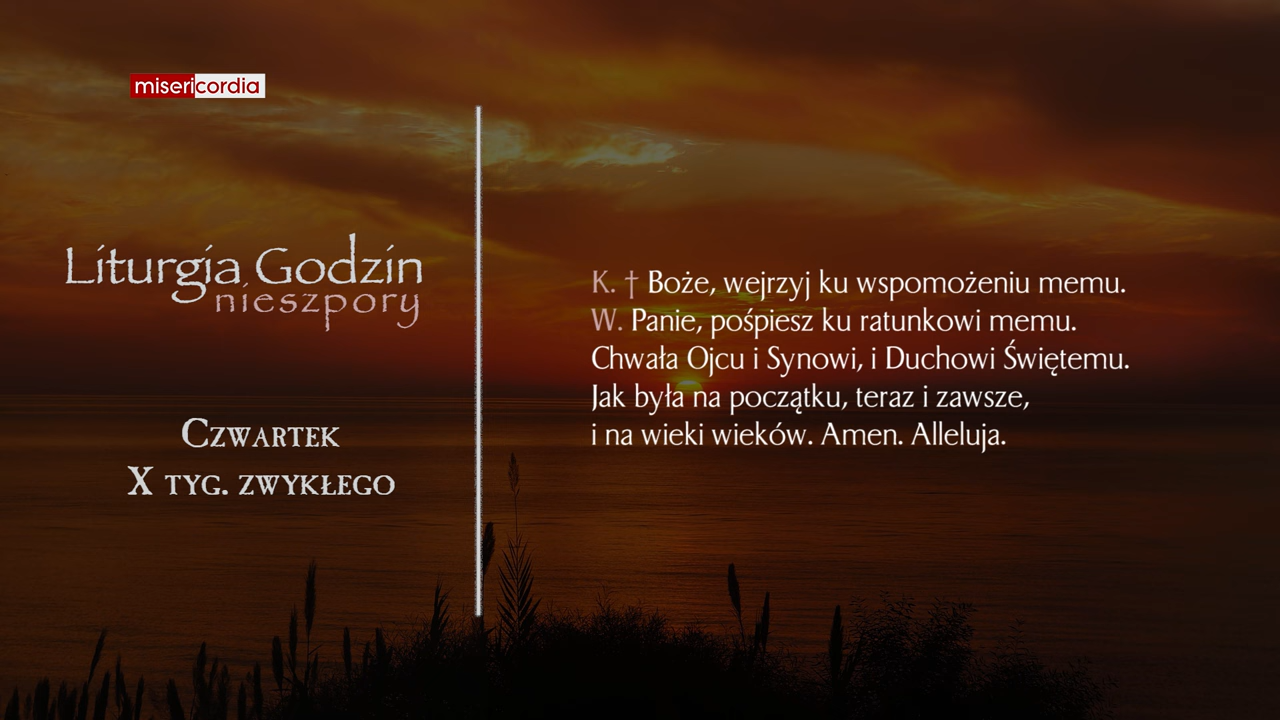 misericordia
Liturgia Godzin
nieszpory
Czwartek
X tyg. zwykłego
K. † Boże, wejrzyj ku wspomożeniu memu.
W. Panie, pośpiesz ku ratunkowi memu.
Chwała Ojcu i Synowi, i Duchowi Świętemu.
Jak była na początku, teraz i zawsze,
i na wieki wieków. Amen. Alleluja.